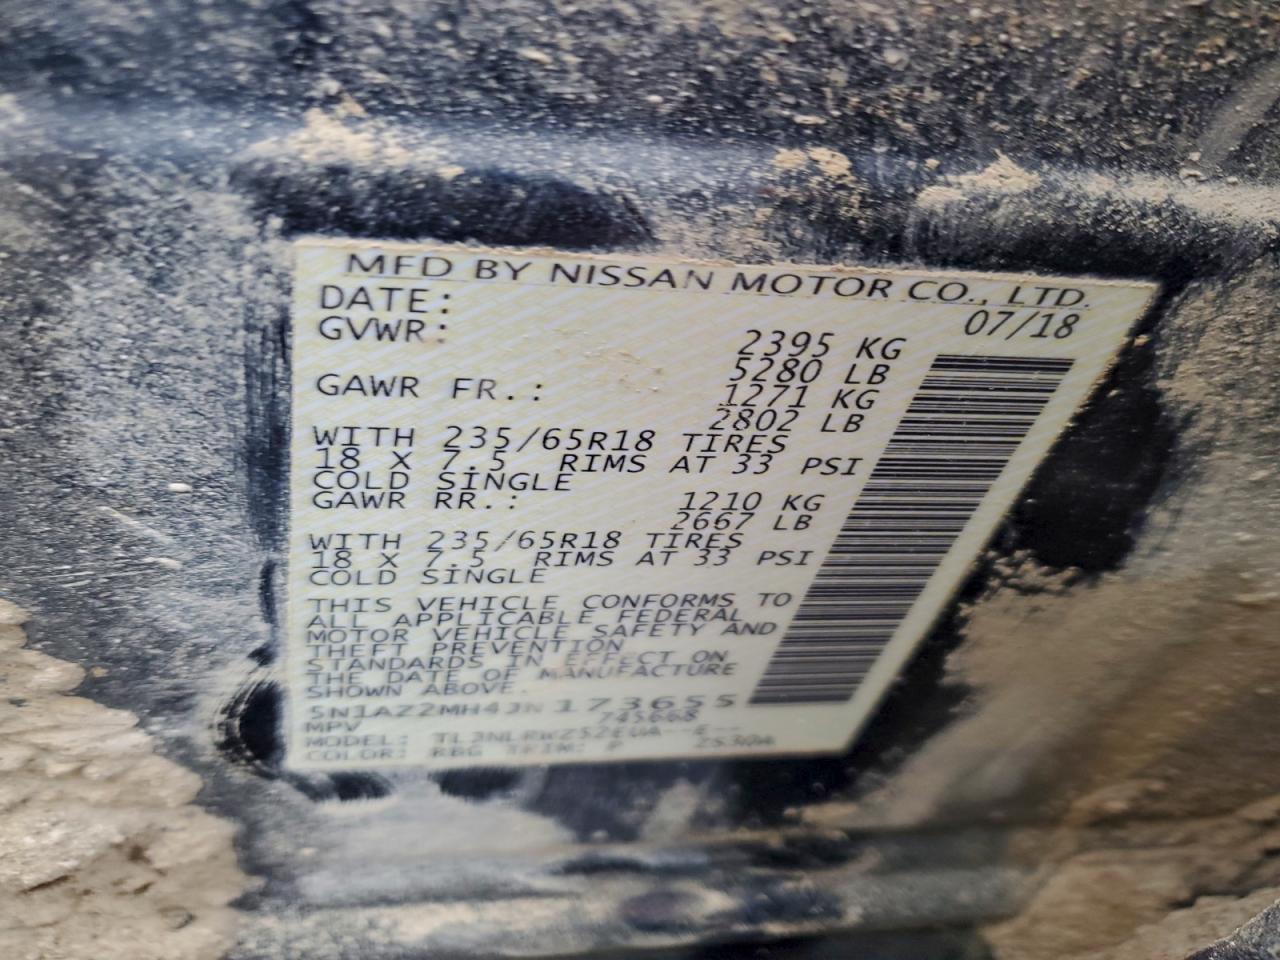 MFD BY NISSAN MOTOR CO., LTD.
DATE: 07/18
GVWR: 2395 KG
5280 LB
GAWR FR.: 1271 KG
2802 LB
WITH 235/65R18 TIRES
18 X 7.5 RIMS AT 33 PSI
COLD SINGLE
GAWR RR.: 1210 KG
2667 LB
WITH 235/65R18 TIRES
18 X 7.5 RIMS AT 33 PSI
COLD SINGLE
THIS VEHICLE CONFORMS TO
ALL APPLICABLE FEDERAL
MOTOR VEHICLE SAFETY AND
THEFT PREVENTION
STANDARDS IN EFFECT ON
THE DATE OF MANUFACTURE
SHOWN ABOVE.
5N1AZ2MH4JN173655
MPV 745668
MODEL:
COLOR: RBG TRIM: P